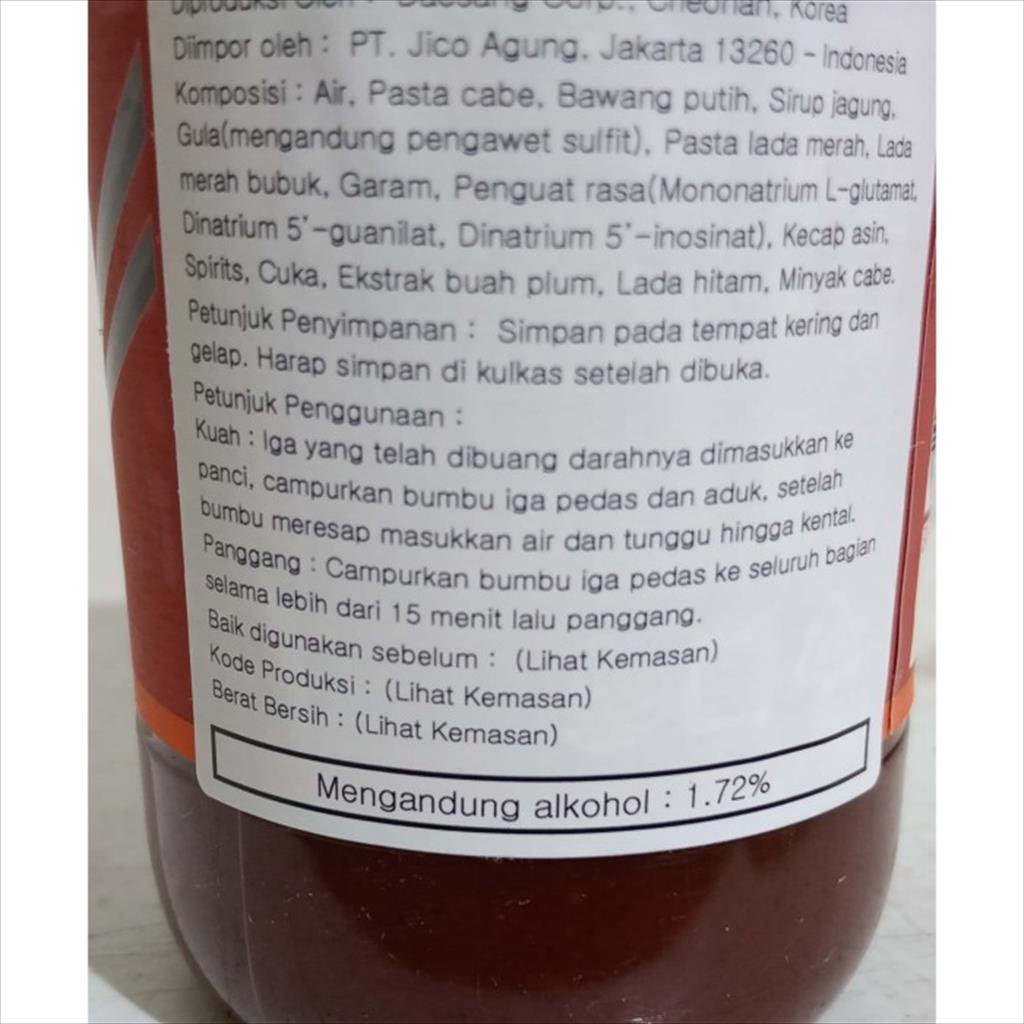 Diproduksi Oleh : Daesang Corp., Cheonan, Korea
Diimpor oleh : PT. Jico Agung, Jakarta 13260 - Indonesia
Komposisi : Air, Pasta cabe, Bawang putih, Sirup jagung,
Gula(mengandung pengawet sulfit), Pasta lada merah, Lada
merah bubuk, Garam, Penguat rasa(Mononatrium L-glutamat,
Dinatrium 5'-guanilat, Dinatrium 5'-inosinat), Kecap asin,
Spirits, Cuka, Ekstrak buah plum, Lada hitam, Minyak cabe.
Petunjuk Penyimpanan : Simpan pada tempat kering dan
gelap. Harap simpan di kulkas setelah dibuka.
Petunjuk Penggunaan :
Kuah : Iga yang telah dibuang darahnya dimasukkan ke
panci, campurkan bumbu iga pedas dan aduk, setelah
bumbu meresap masukkan air dan tunggu hingga kental.
Panggang : Campurkan bumbu iga pedas ke seluruh bagian
selama lebih dari 15 menit lalu panggang.
Baik digunakan sebelum : (Lihat Kemasan)
Kode Produksi : (Lihat Kemasan)
Berat Bersih : (Lihat Kemasan)
Mengandung alkohol : 1.72%